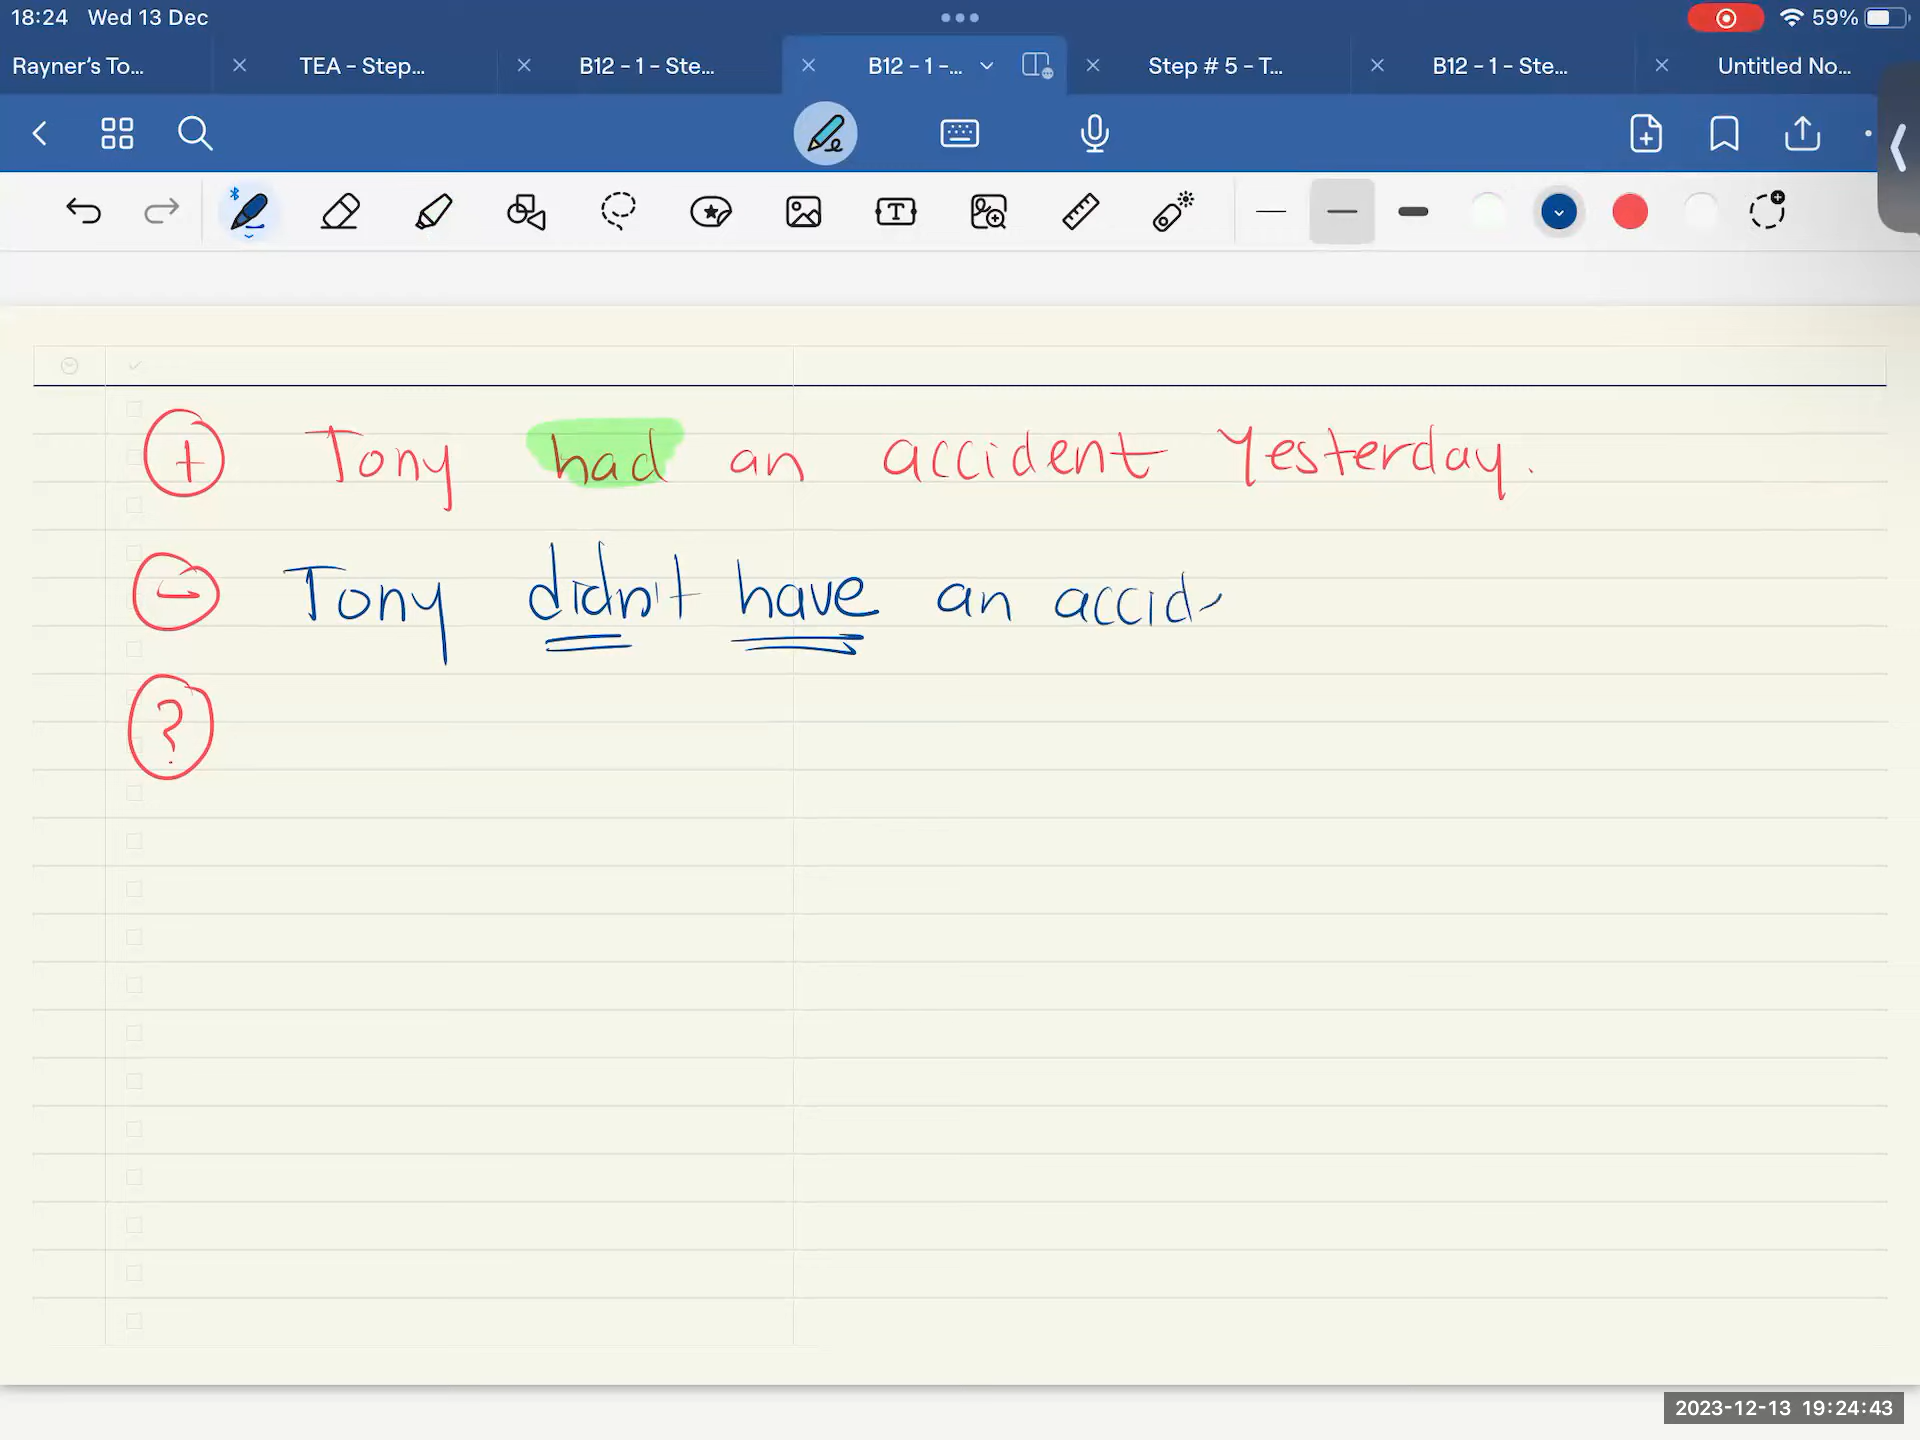 18:24 Wed 13 Dec 59%
Rayner's To... TEA - Step... B12 - 1 - Ste... B12 - 1 -... Step # 5 - T... B12 - 1 - Ste... Untitled No...
+ Tony had an accident Yesterday.
- Tony didn't have an accid
?
2023-12-13 19:24:43